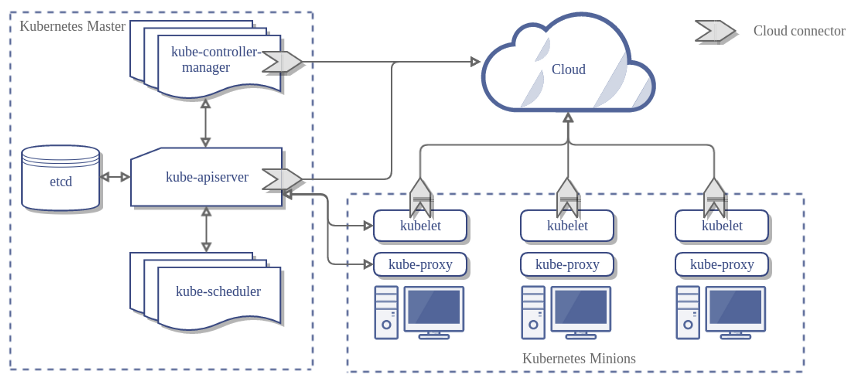 Kubernetes Master
kube-controller-
manager
Cloud
Cloud connector
etcd
kube-apiserver
kube-scheduler
kubelet
kubelet
kubelet
kube-proxy
kube-proxy
kube-proxy
Kubernetes Minions